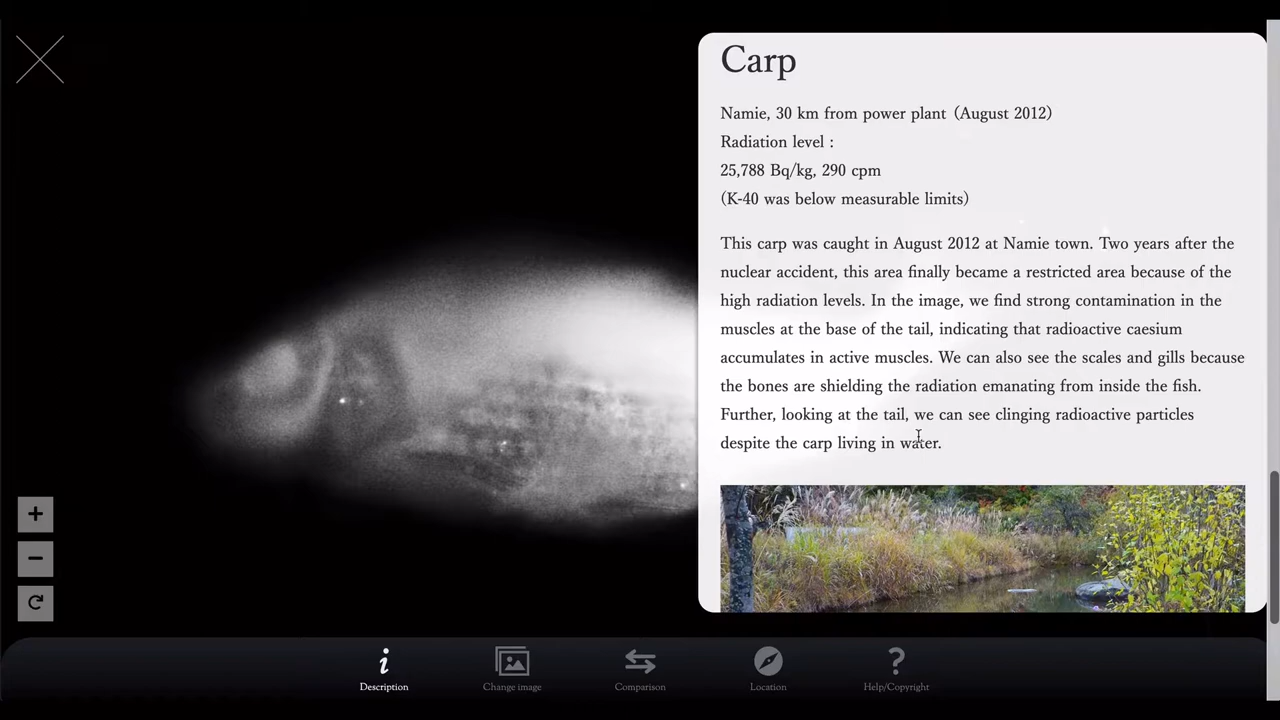 Carp
Namie, 30 km from power plant (August 2012)
Radiation level :
25,788 Bq/kg, 290 cpm
(K-40 was below measurable limits)
This carp was caught in August 2012 at Namie town. Two years after the
nuclear accident, this area finally became a restricted area because of the
high radiation levels. In the image, we find strong contamination in the
muscles at the base of the tail, indicating that radioactive caesium
accumulates in active muscles. We can also see the scales and gills because
the bones are shielding the radiation emanating from inside the fish.
Further, looking at the tail, we can see clinging radioactive particles
despite the carp living in water.
Description
Change image
Comparison
Location
Help/Copyright